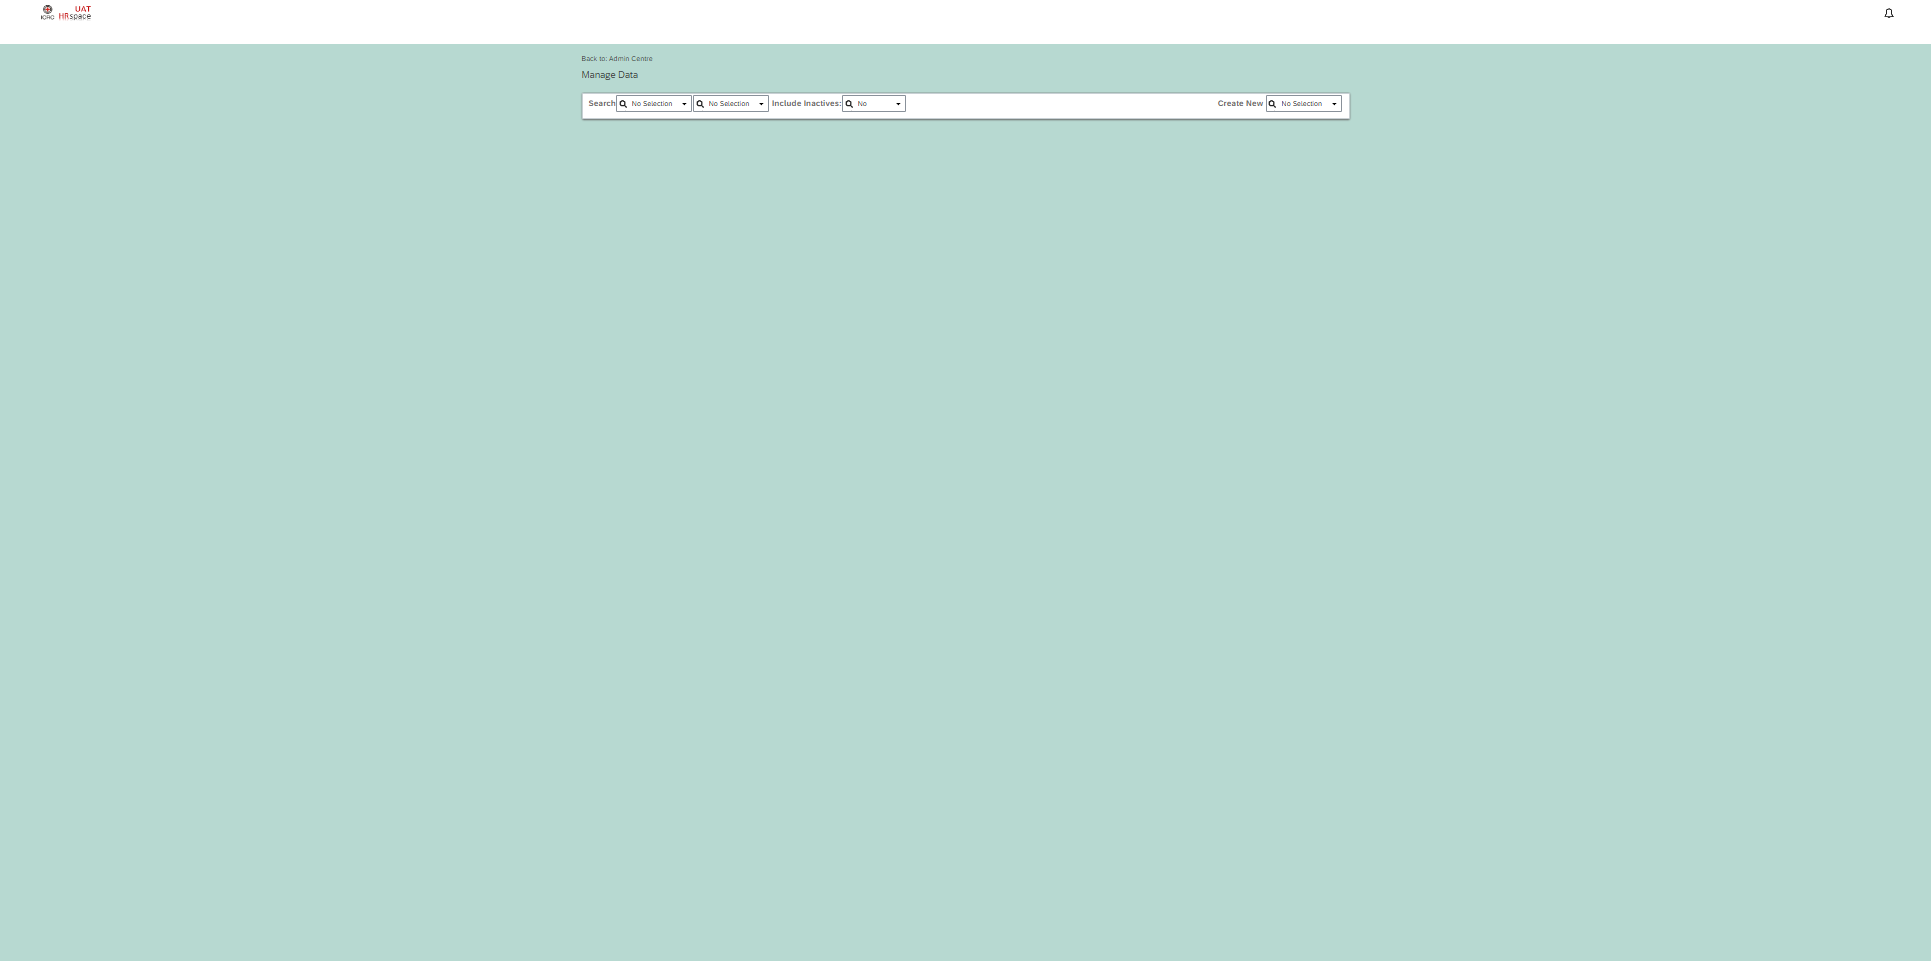 ICRC
UAT
HRspace
Back to: Admin Centre
Manage Data
Search No Selection No Selection Include Inactives: No Create New No Selection